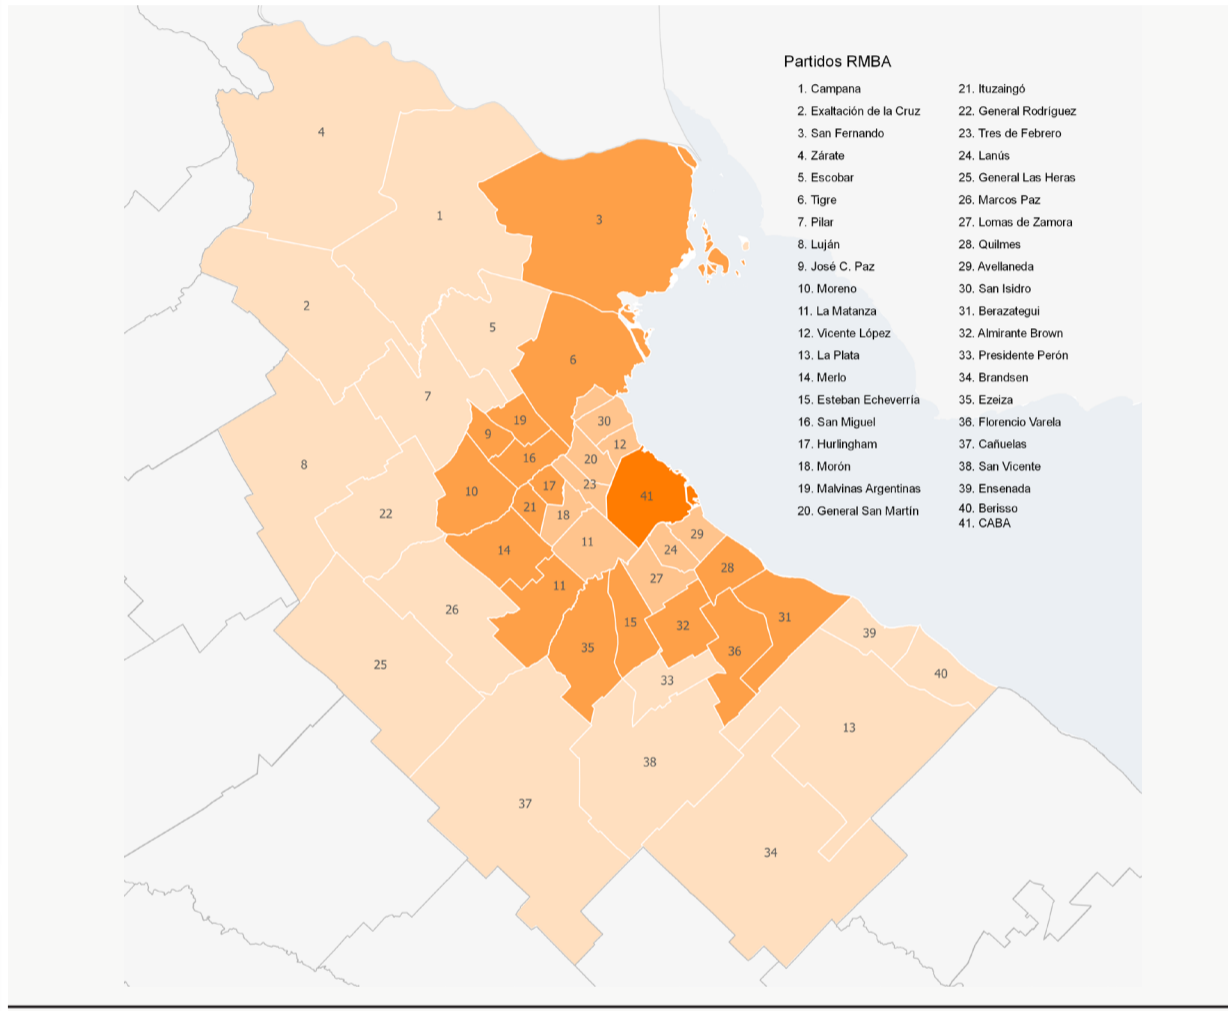 Partidos RMBA
1. Campana
2. Exaltación de la Cruz
3. San Fernando
4. Zárate
5. Escobar
6. Tigre
7. Pilar
8. Luján
9. José C. Paz
10. Moreno
11. La Matanza
12. Vicente López
13. La Plata
14. Merlo
15. Esteban Echeverría
16. San Miguel
17. Hurlingham
18. Morón
19. Malvinas Argentinas
20. General San Martín
21. Ituzaingó
22. General Rodriguez
23. Tres de Febrero
24. Lanús
25. General Las Heras
26. Marcos Paz
27. Lomas de Zamora
28. Quilmes
29. Avellaneda
30. San Isidro
31. Berazategui
32. Almirante Brown
33. Presidente Perón
34. Brandsen
35. Ezeiza
36. Florencio Varela
37. Cañuelas
38. San Vicente
39. Ensenada
40. Berisso
41. CABA
4
1
3
2
5
6
7
19
30
9
12
16
20
8
10
17
23
41
22
21
18
29
14
11
24
28
11
27
26
15
32
31
35
36
39
25
33
40
13
38
37
34